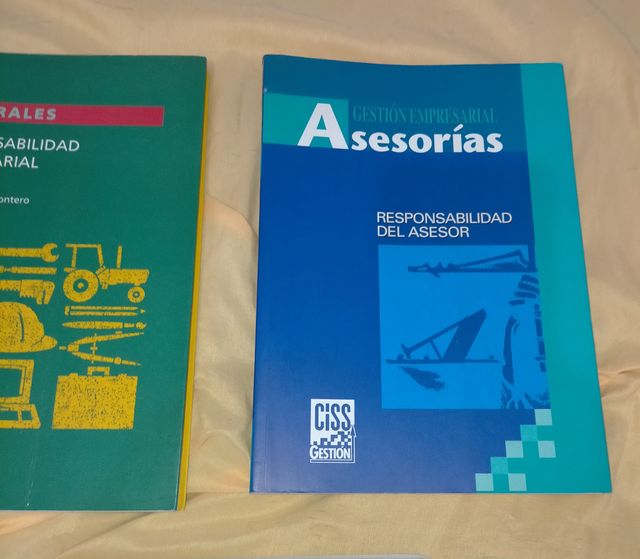 RALES
SABILIDAD
ARIAL
ontero
GESTIÓN EMPRESARIAL
Asesorías
RESPONSABILIDAD
DEL ASESOR
CISS
GESTIÓN